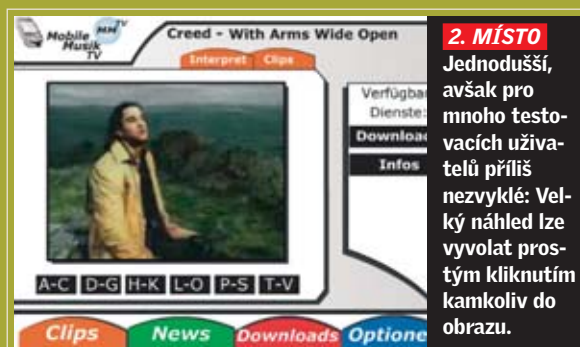 Mobile
Musik
TV
MM
TV
Creed - With Arms Wide Open
Interpret
Clips
Verfügbar
Dienste:
Download
Infos
A-C
D-G
H-K
L-O
P-S
T-V
Clips
News
Downloads
Optione
2. MÍSTO
Jednodušší,
avšak pro
mnoho testo-
vacích uživa-
telů příliš
nezvyklé: Vel-
ký náhled lze
vyvolat pros-
tým kliknutím
kamkoliv do
obrazu.